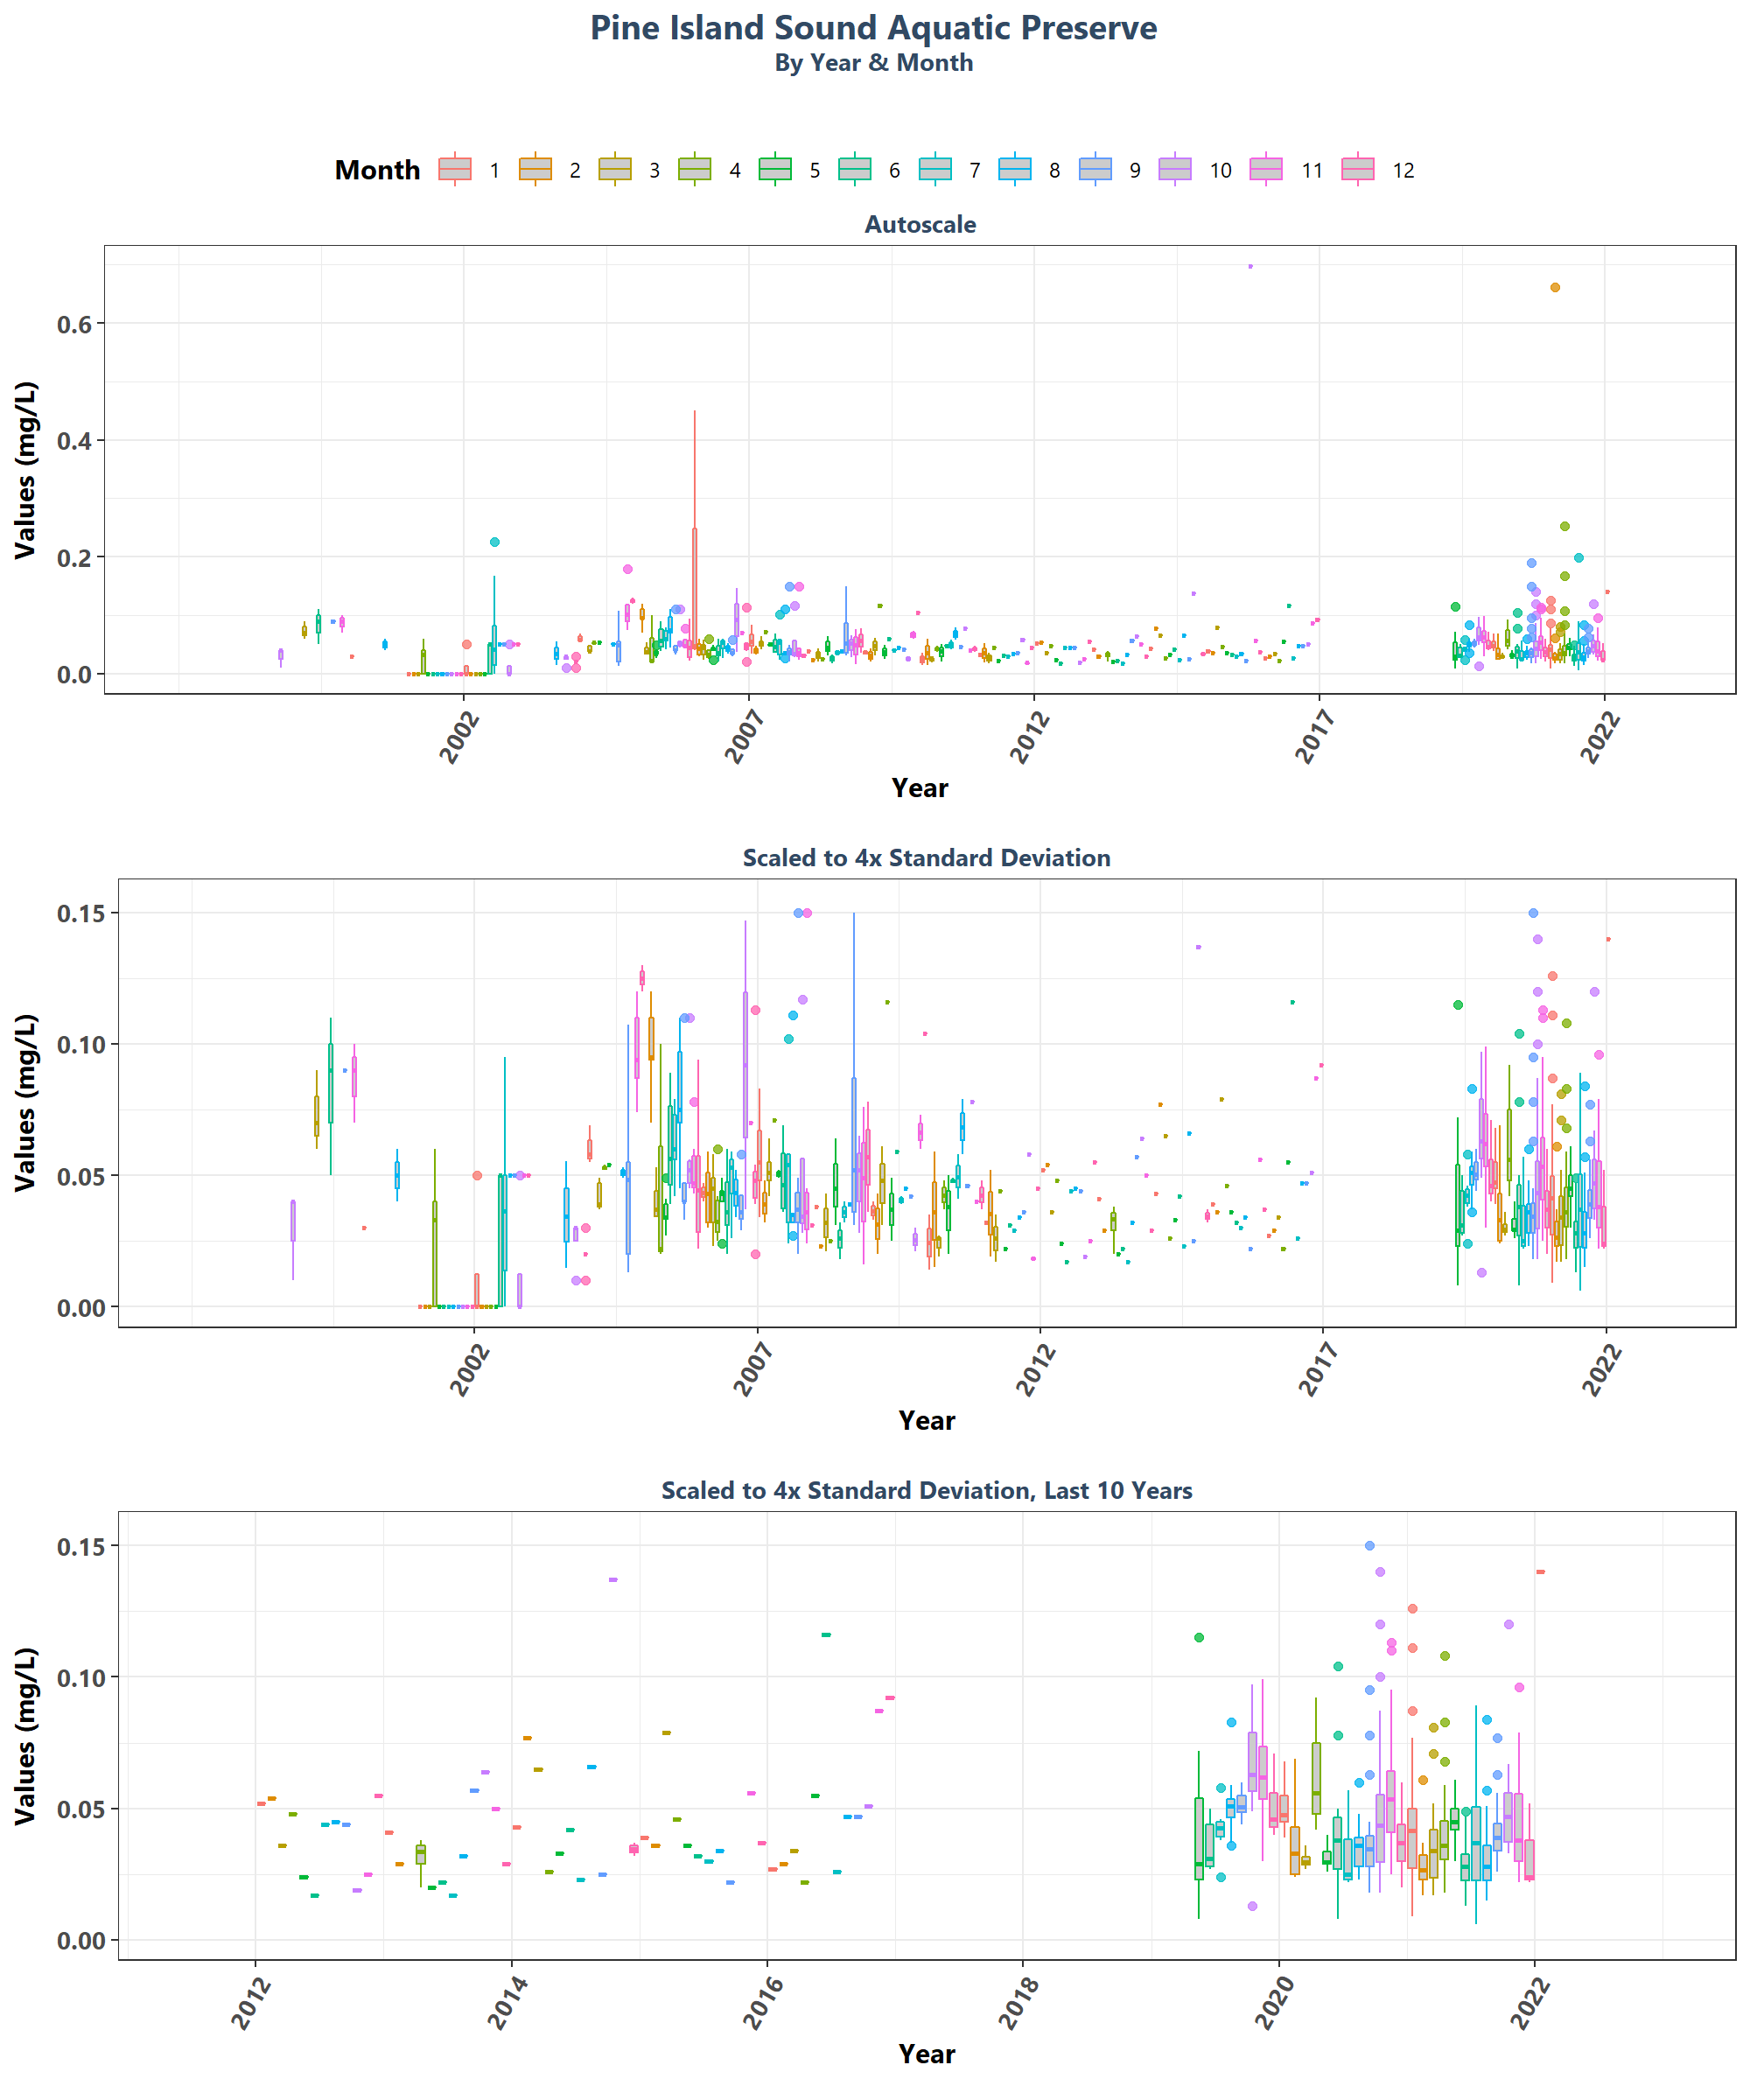 Pine Island Sound Aquatic Preserve
By Year & Month
Month 1 2 3 4 5 6 7 8 9 10 11 12
Autoscale
Values (mg/L)
0.6
0.4
0.2
0.0
2002 2007 2012 2017 2022
Year
Scaled to 4x Standard Deviation
Values (mg/L)
0.15
0.10
0.05
0.00
2002 2007 2012 2017 2022
Year
Scaled to 4x Standard Deviation, Last 10 Years
Values (mg/L)
0.15
0.10
0.05
0.00
2012 2014 2016 2018 2020 2022
Year